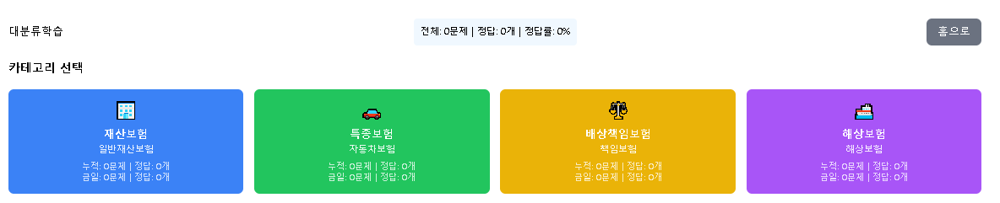 대분류학습
전체: 0문제 | 정답: 0개 | 정답률: 0%
홈으로
카테고리 선택
재산보험
일반재산보험
누적: 0문제 | 정답: 0개
금일: 0문제 | 정답: 0개
특종보험
자동차보험
누적: 0문제 | 정답: 0개
금일: 0문제 | 정답: 0개
배상책임보험
책임보험
누적: 0문제 | 정답: 0개
금일: 0문제 | 정답: 0개
해상보험
해상보험
누적: 0문제 | 정답: 0개
금일: 0문제 | 정답: 0개